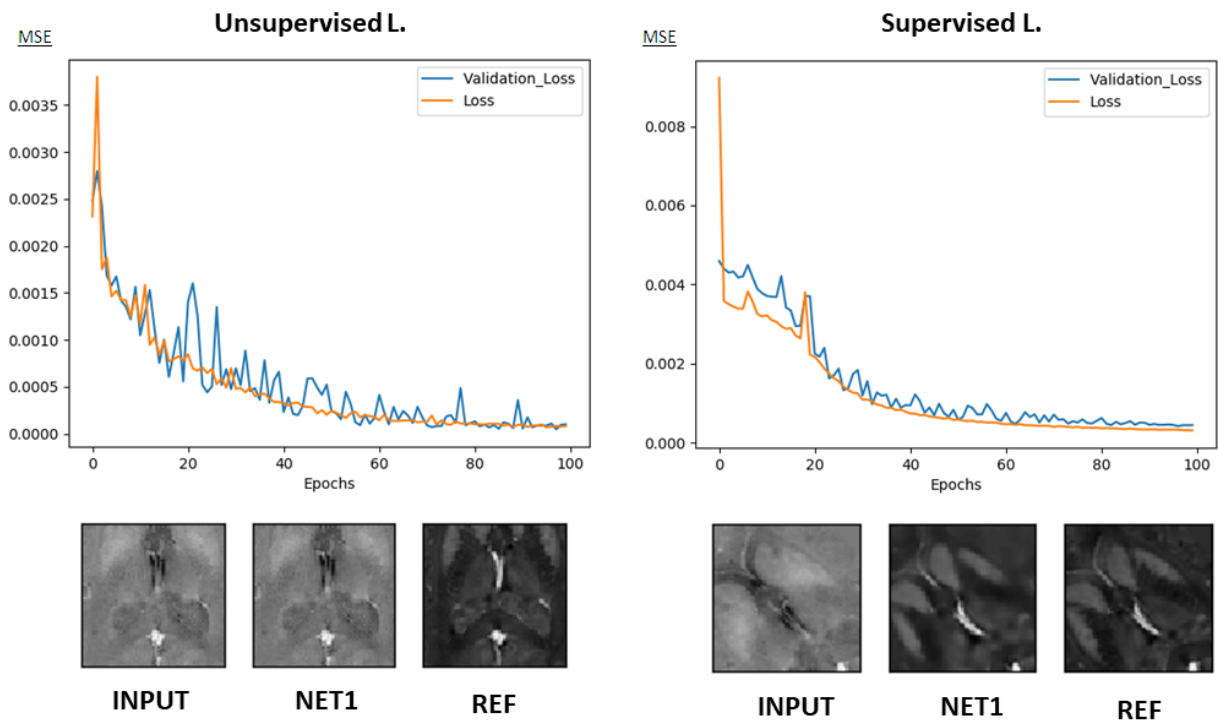 Unsupervised L.
MSE
Validation_Loss
Loss
0.0035
0.0030
0.0025
0.0020
0.0015
0.0010
0.0005
0.0000
0 20 40 60 80 100
Epochs
INPUT NET1 REF
Supervised L.
MSE
Validation_Loss
Loss
0.008
0.006
0.004
0.002
0.000
0 20 40 60 80 100
Epochs
INPUT NET1 REF